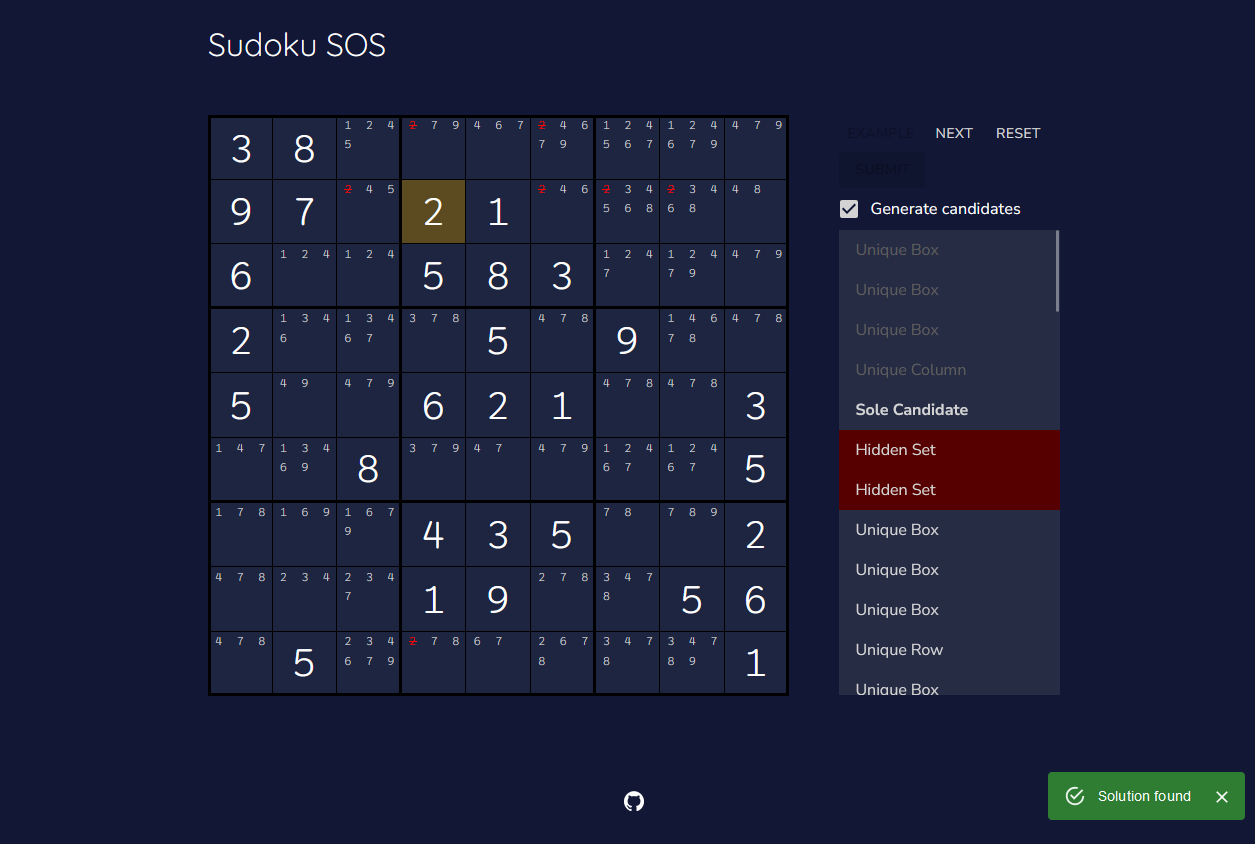 Sudoku SOS
1 2 4 2 7 9 4 6 7 2 4 6 1 2 4 1 2 4 4 7 9
3 8 5 7 9 5 6 7 6 7 9
2 4 5 2 4 6 2 3 4 2 3 4 4 8
9 7 2 1 5 6 8 6 8
1 2 4 1 2 4 1 2 4 1 2 4 4 7 9
6 5 8 3 7 7 9
1 3 4 1 3 4 3 7 8 4 7 8 1 4 6 4 7 8
2 6 6 7 5 9 7 8
4 9 4 7 9 4 7 8 4 7 8
5 6 2 1 3
1 4 7 1 3 4 3 7 9 4 7 4 7 9 1 2 4 1 2 4
6 9 8 6 7 6 7 5
1 7 8 1 6 9 1 6 7 7 8 7 8 9
9 4 3 5 2
4 7 8 2 3 4 2 3 4 2 7 8 3 4 7
7 1 9 8 5 6
4 7 8 2 3 4 2 7 8 6 7 2 6 7 3 4 7 3 4 7
5 6 7 9 8 8 8 9 1
EXAMPLE NEXT RESET
SUBMIT
Generate candidates
Unique Box
Unique Box
Unique Box
Unique Column
Sole Candidate
Hidden Set
Hidden Set
Unique Box
Unique Box
Unique Box
Unique Row
Unique Box
Solution found